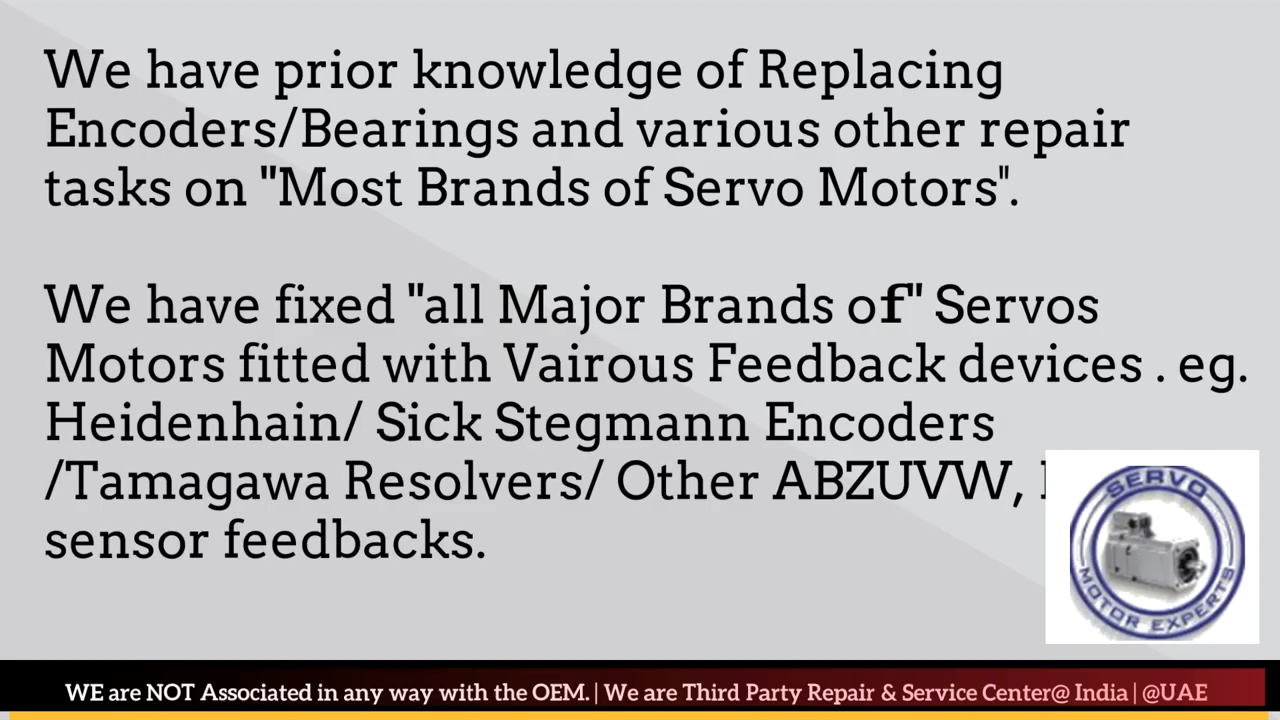 We have prior knowledge of Replacing
Encoders/Bearings and various other repair
tasks on "Most Brands of Servo Motors".
We have fixed "all Major Brands of" Servos
Motors fitted with Vairous Feedback devices . eg.
Heidenhain/ Sick Stegmann Encoders
/Tamagawa Resolvers/ Other ABZUVW,
sensor feedbacks.
SERVO
MOTOR EXPERTS
WE are NOT Associated in any way with the OEM. | We are Third Party Repair & Service Center@ India | @UAE